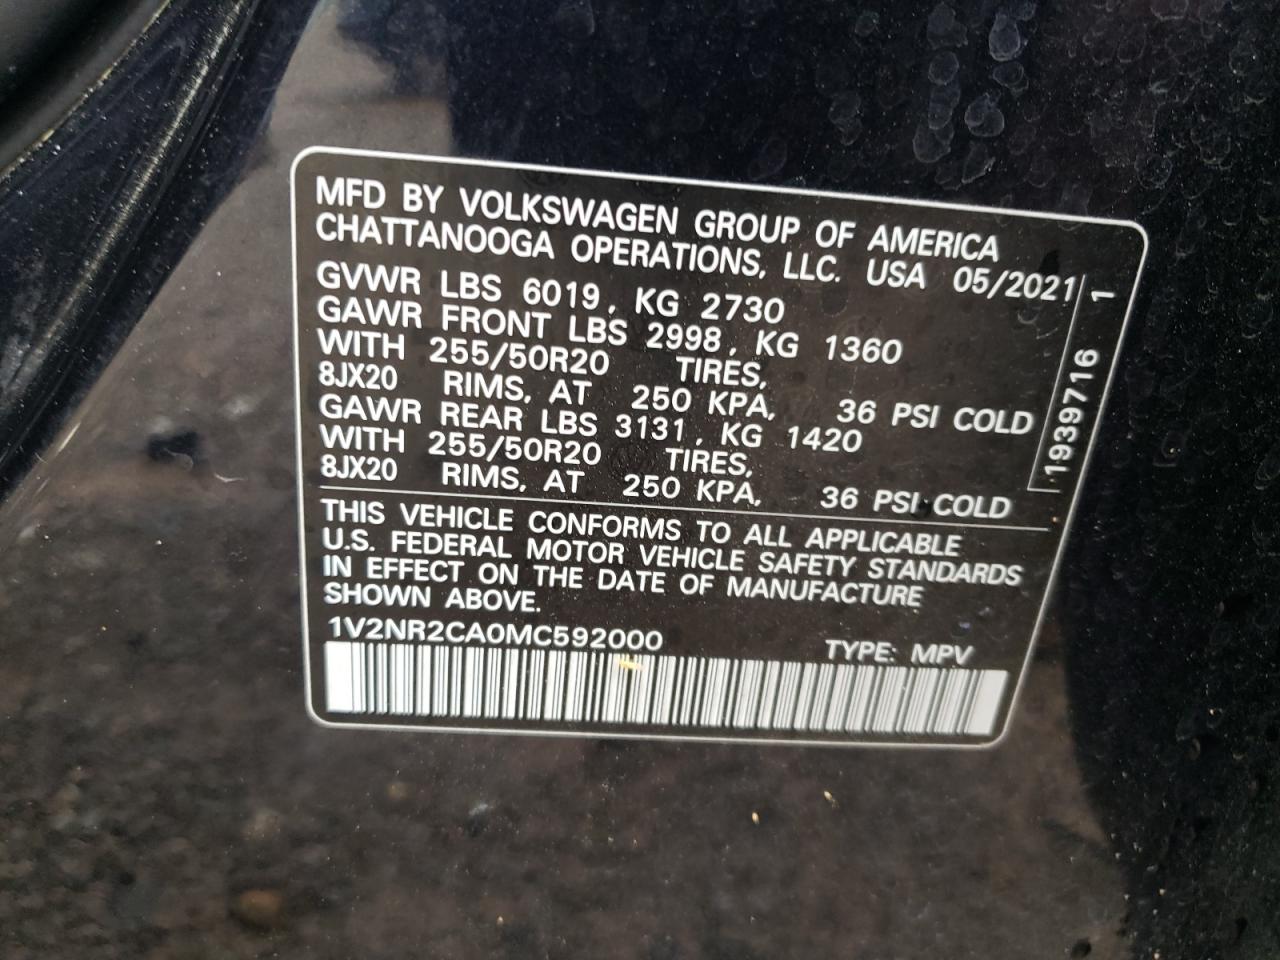 MFD BY VOLKSWAGEN GROUP OF AMERICA
CHATTANOOGA OPERATIONS, LLC. USA 05/2021
GVWR LBS 6019, KG 2730
GAWR FRONT LBS 2998, KG 1360
WITH 255/50R20 TIRES,
8JX20 RIMS, AT 250 KPA, 36 PSI COLD
GAWR REAR LBS 3131, KG 1420
WITH 255/50R20 TIRES,
8JX20 RIMS, AT 250 KPA, 36 PSI COLD
1939716 1
THIS VEHICLE CONFORMS TO ALL APPLICABLE
U.S. FEDERAL MOTOR VEHICLE SAFETY STANDARDS
IN EFFECT ON THE DATE OF MANUFACTURE
SHOWN ABOVE.
1V2NR2CA0MC592000 TYPE: MPV